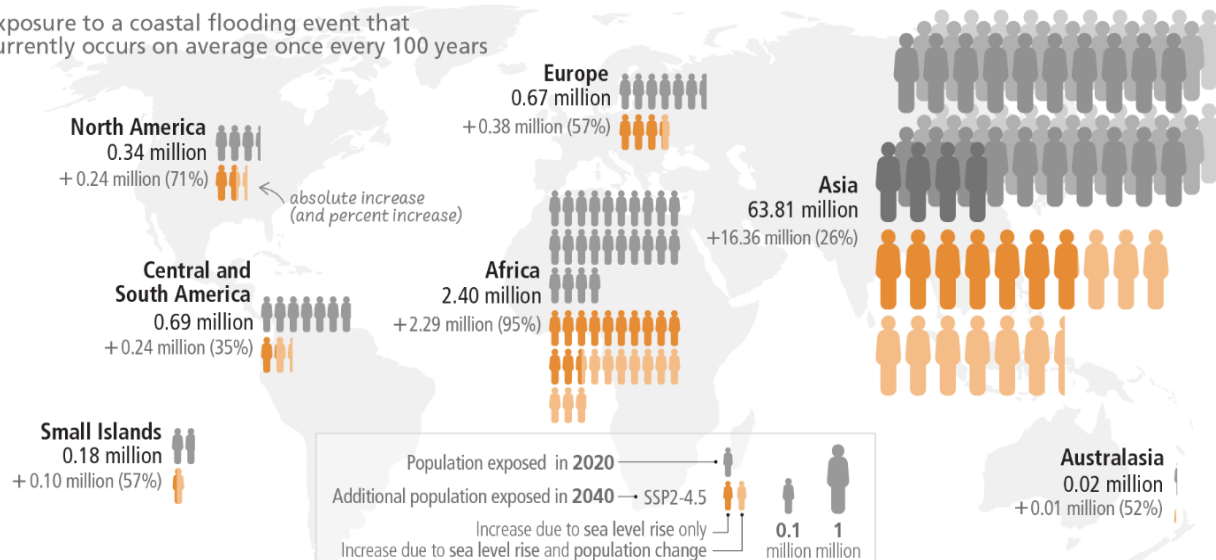 xposure to a coastal flooding event that
urrently occurs on average once every 100 years
Europe
0.67 million
+0.38 million (57%)
North America
0.34 million
+0.24 million (71%)
absolute increase
(and percent increase)
Asia
63.81 million
+16.36 million (26%)
Central and
South America
0.69 million
+0.24 million (35%)
Africa
2.40 million
+2.29 million (95%)
Small Islands
0.18 million
+0.10 million (57%)
Australasia
0.02 million
+0.01 million (52%)
Population exposed in 2020
Additional population exposed in 2040 SSP2-4.5
Increase due to sea level rise only
Increase due to sea level rise and population change
0.1 1
million million